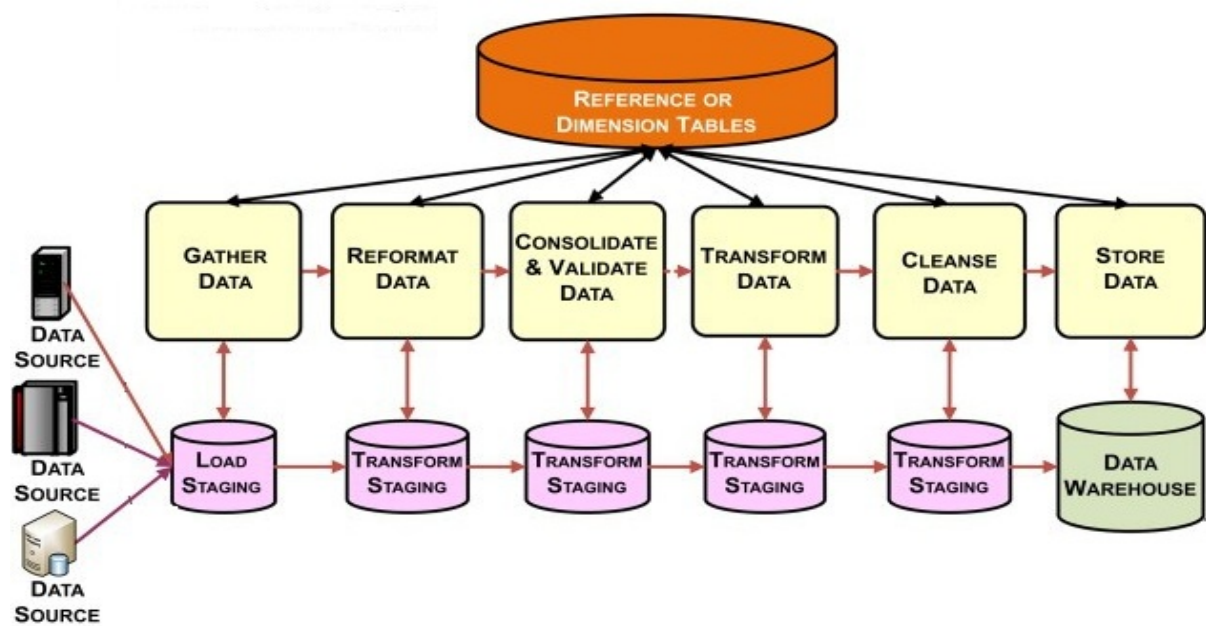 REFERENCE OR
DIMENSION TABLES
GATHER
DATA
REFORMAT
DATA
CONSOLIDATE
& VALIDATE
DATA
TRANSFORM
DATA
CLEANSE
DATA
STORE
DATA
DATA
SOURCE
DATA
SOURCE
DATA
SOURCE
LOAD
STAGING
TRANSFORM
STAGING
TRANSFORM
STAGING
TRANSFORM
STAGING
TRANSFORM
STAGING
DATA
WAREHOUSE